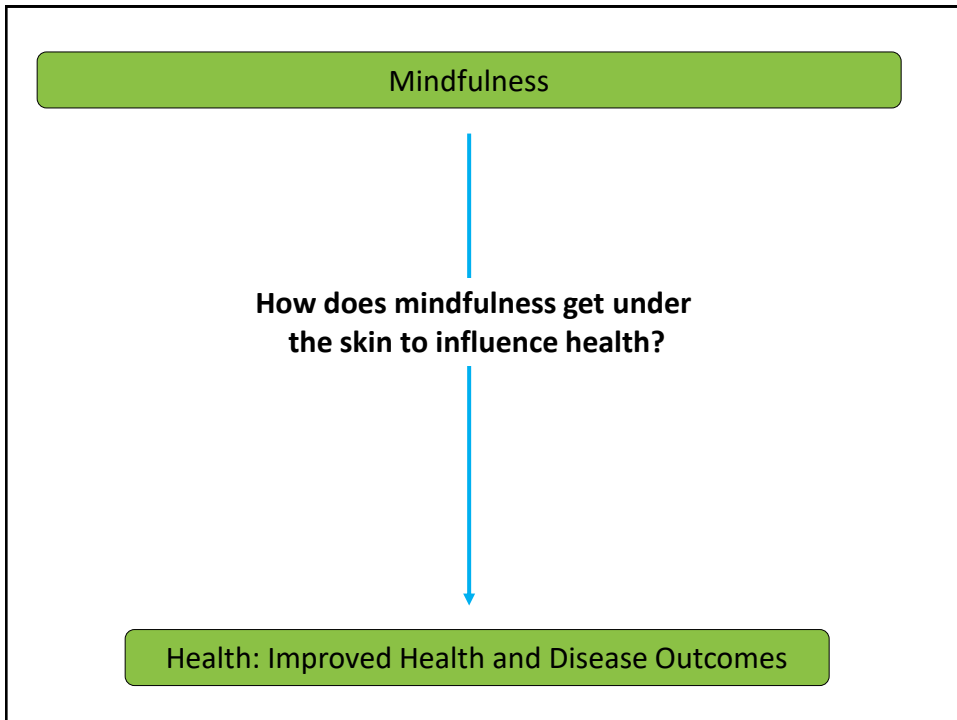 Mindfulness
How does mindfulness get under
the skin to influence health?
Health: Improved Health and Disease Outcomes